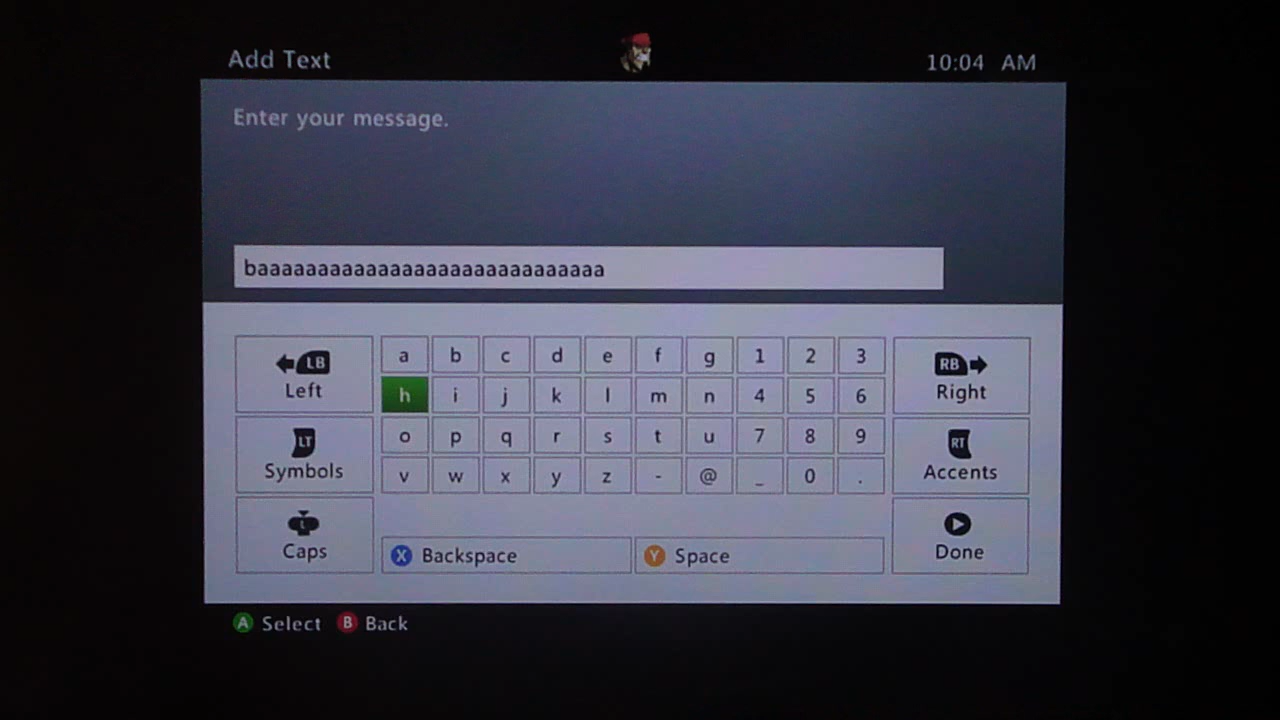 Add Text
10:04 AM
Enter your message.
baaaaaaaaaaaaaaaaaaaaaaaaaaaaa
LB a b c d e f g 1 2 3 RB
Left h i j k l m n 4 5 6 Right
LT o p q r s t u 7 8 9 RT
Symbols v w x y z - @ _ 0 . Accents
L
Caps X Backspace Y Space Done
A Select B Back